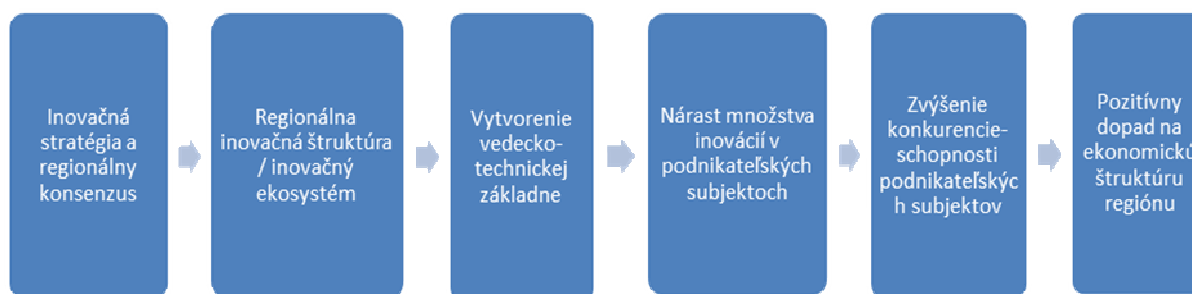 Inovačná
stratégia a
regionálny
konsenzus
Regionálna
inovačná štruktúra
/ inovačný
ekosystém
Vytvorenie
vedecko-
technickej
základne
Nárast množstva
inovácií v
podnikateľských
subjektoch
Zvýšenie
konkurencie-
schopnosti
podnikateľskýc
h subjektov
Pozitívny
dopad na
ekonomickú
štruktúru
regiónu